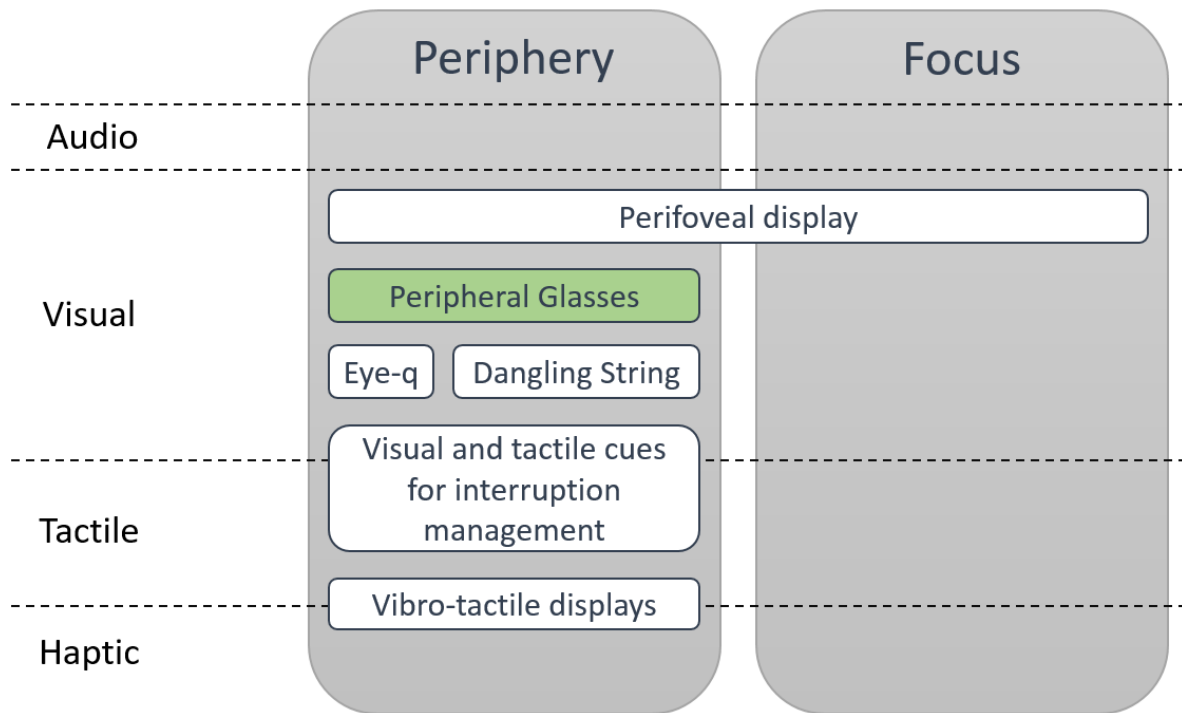 Periphery
Focus
Audio
Perifoveal display
Visual
Peripheral Glasses
Eye-q
Dangling String
Visual and tactile cues
for interruption
management
Tactile
Vibro-tactile displays
Haptic